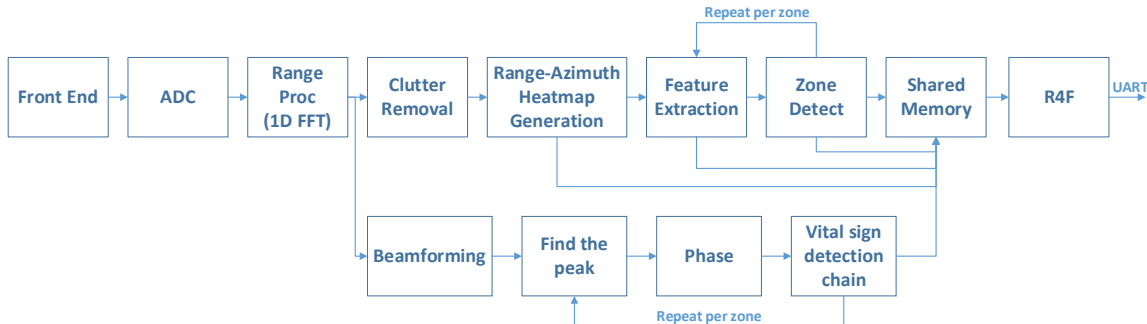 Repeat per zone
Front End
ADC
Range
Proc
(1D FFT)
Clutter
Removal
Range-Azimuth
Heatmap
Generation
Feature
Extraction
Zone
Detect
Shared
Memory
R4F
UART
Beamforming
Find the
peak
Phase
Vital sign
detection
chain
Repeat per zone